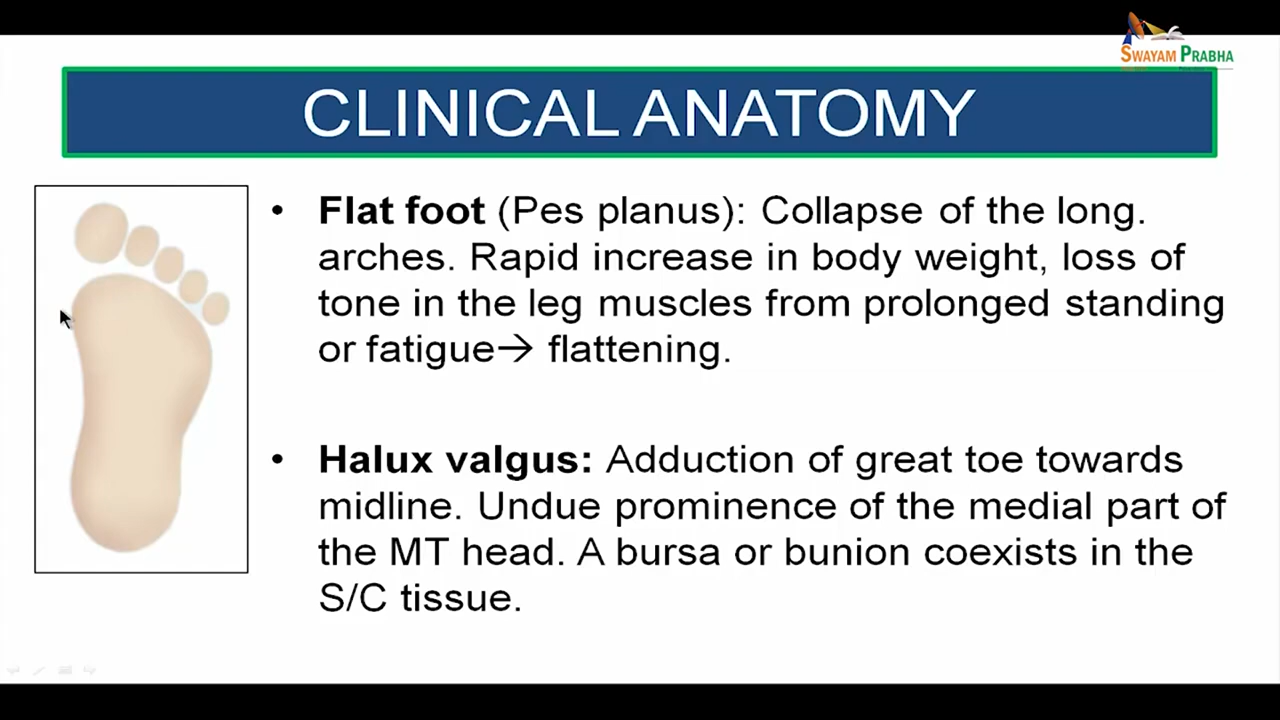 SWAYAM PRABHA
CLINICAL ANATOMY
• Flat foot (Pes planus): Collapse of the long.
arches. Rapid increase in body weight, loss of
tone in the leg muscles from prolonged standing
or fatigue→ flattening.
• Halux valgus: Adduction of great toe towards
midline. Undue prominence of the medial part of
the MT head. A bursa or bunion coexists in the
S/C tissue.